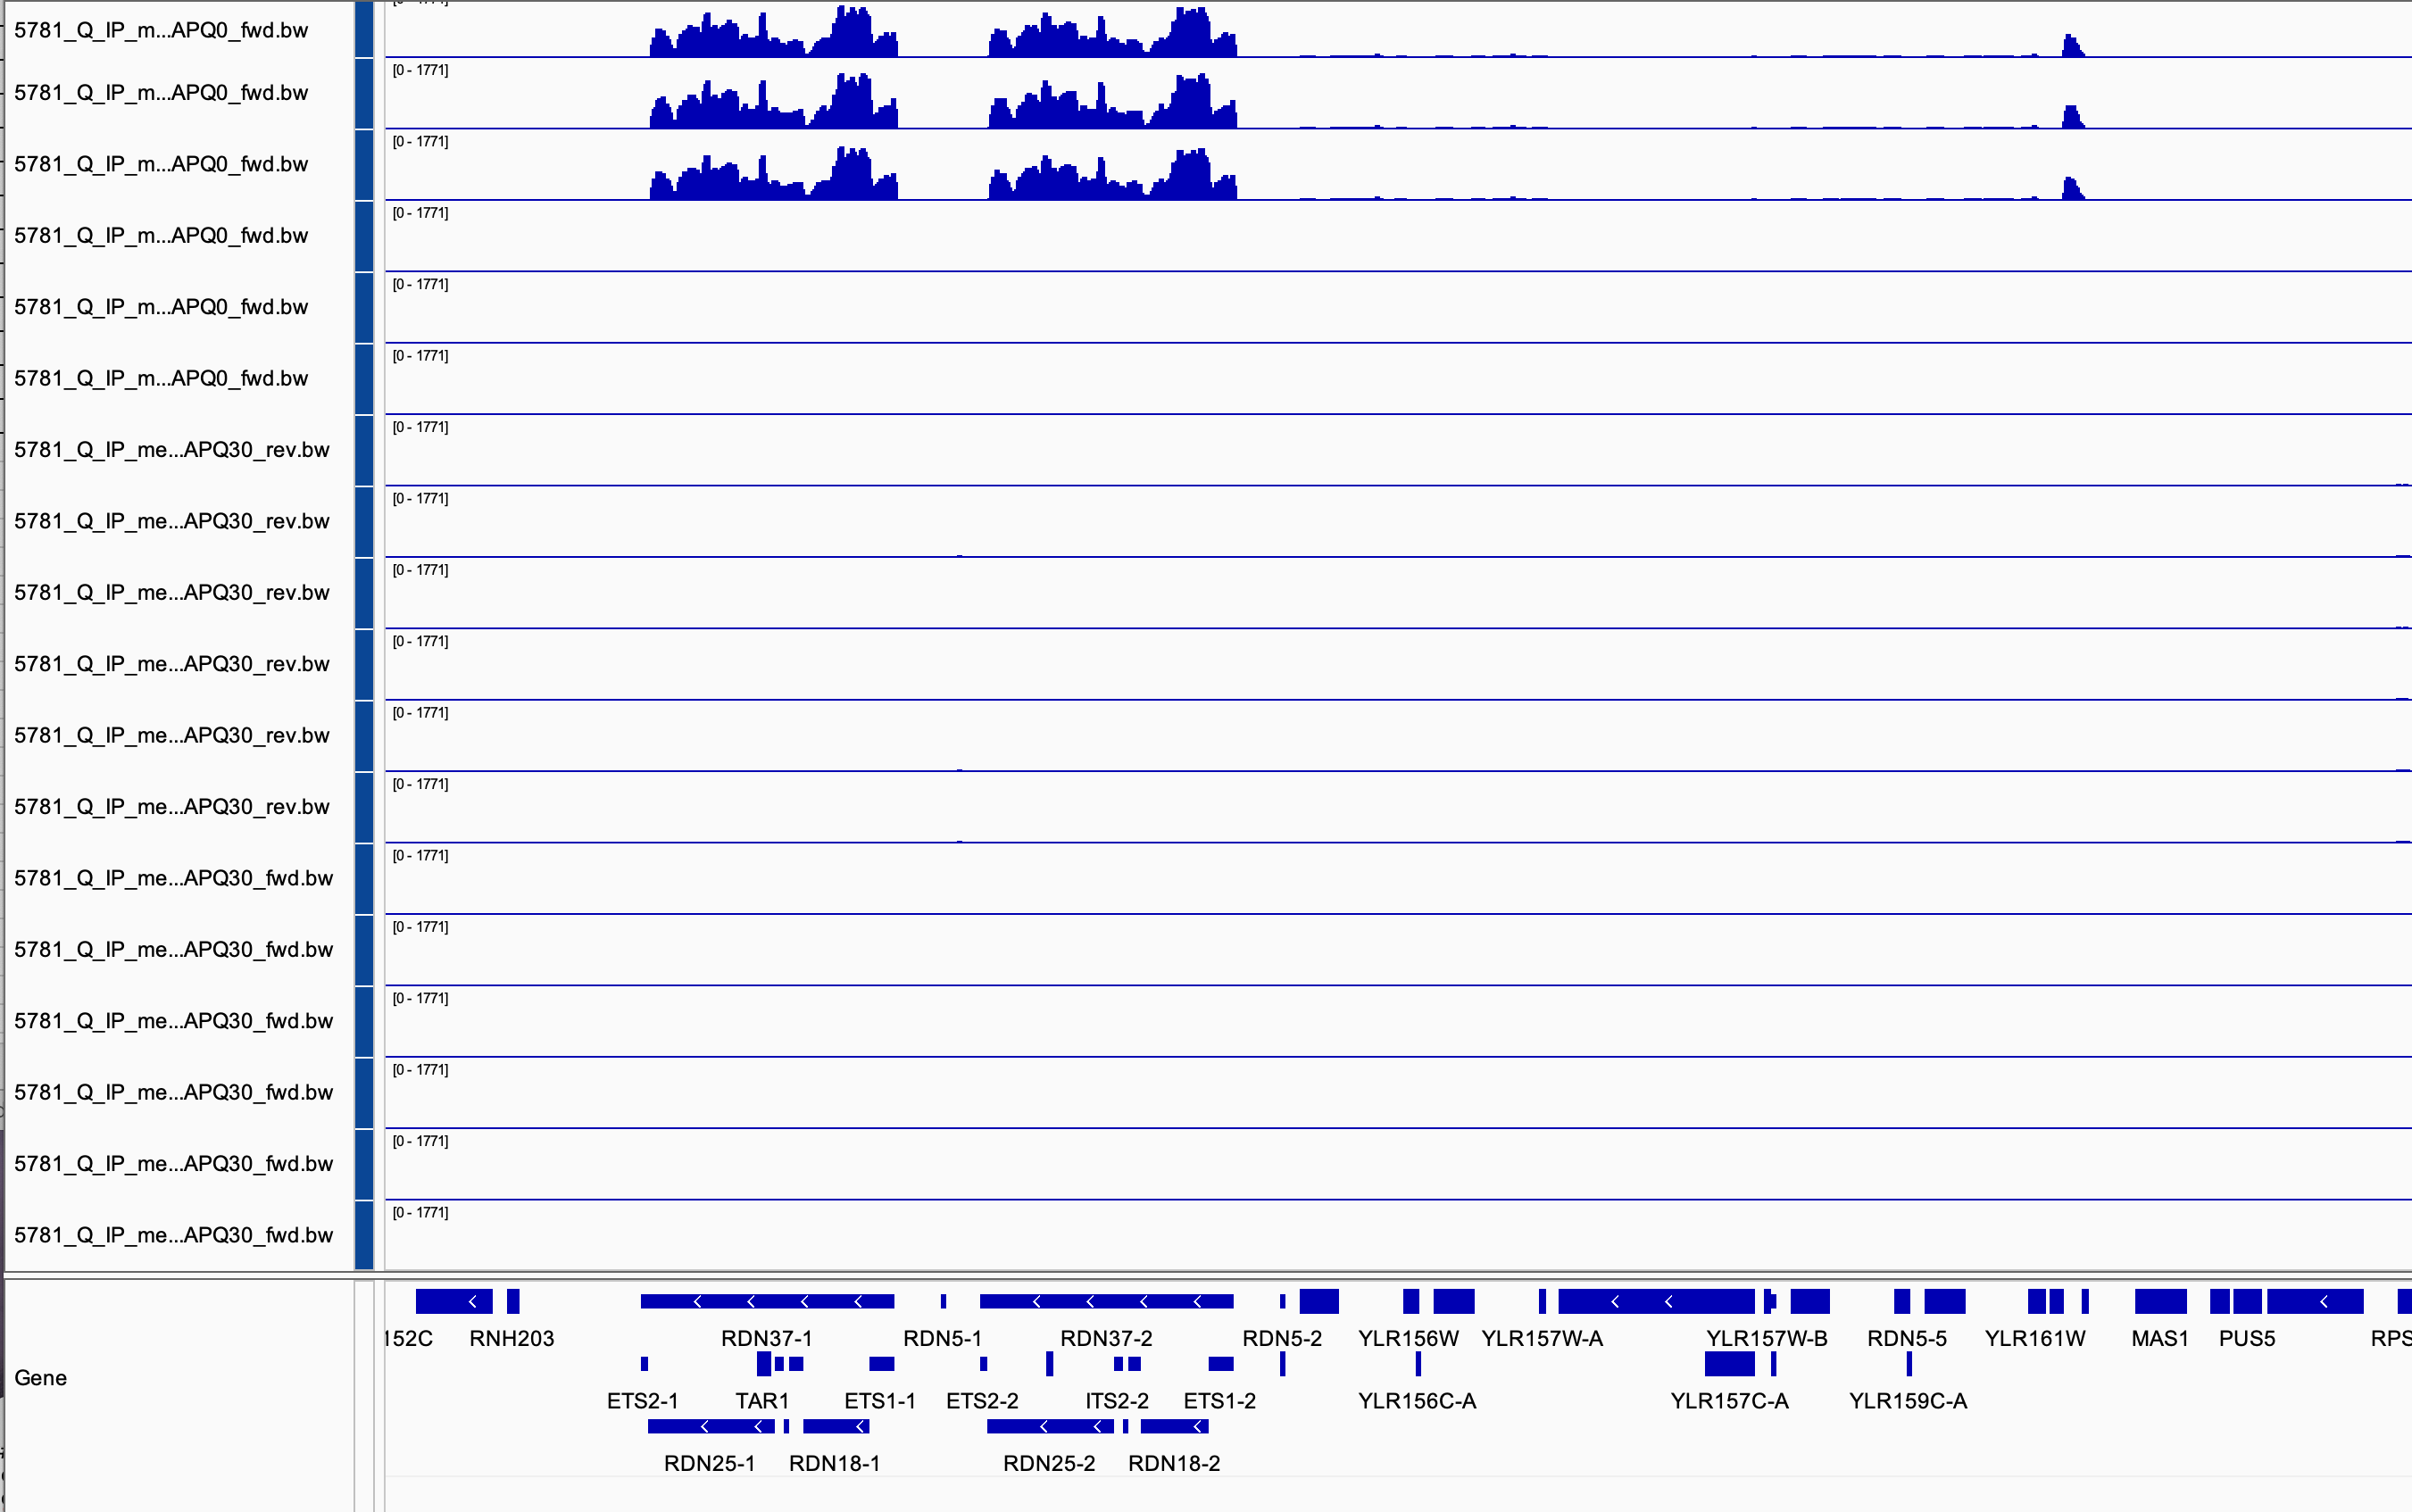 5781_Q_IP_m...APQ0_fwd.bw
[0 - 1771]
5781_Q_IP_m...APQ0_fwd.bw
[0 - 1771]
5781_Q_IP_m...APQ0_fwd.bw
[0 - 1771]
5781_Q_IP_m...APQ0_fwd.bw
[0 - 1771]
5781_Q_IP_m...APQ0_fwd.bw
[0 - 1771]
5781_Q_IP_m...APQ0_fwd.bw
[0 - 1771]
5781_Q_IP_me...APQ30_rev.bw
[0 - 1771]
5781_Q_IP_me...APQ30_rev.bw
[0 - 1771]
5781_Q_IP_me...APQ30_rev.bw
[0 - 1771]
5781_Q_IP_me...APQ30_rev.bw
[0 - 1771]
5781_Q_IP_me...APQ30_rev.bw
[0 - 1771]
5781_Q_IP_me...APQ30_rev.bw
[0 - 1771]
5781_Q_IP_me...APQ30_fwd.bw
[0 - 1771]
5781_Q_IP_me...APQ30_fwd.bw
[0 - 1771]
5781_Q_IP_me...APQ30_fwd.bw
[0 - 1771]
5781_Q_IP_me...APQ30_fwd.bw
[0 - 1771]
5781_Q_IP_me...APQ30_fwd.bw
[0 - 1771]
5781_Q_IP_me...APQ30_fwd.bw
152C RNH203 RDN37-1 RDN5-1 RDN37-2 RDN5-2 YLR156W YLR157W-A YLR157W-B RDN5-5 YLR161W MAS1 PUS5 RPS
Gene
ETS2-1 TAR1 ETS1-1 ETS2-2 ITS2-2 ETS1-2 YLR156C-A YLR157C-A YLR159C-A
RDN25-1 RDN18-1 RDN25-2 RDN18-2